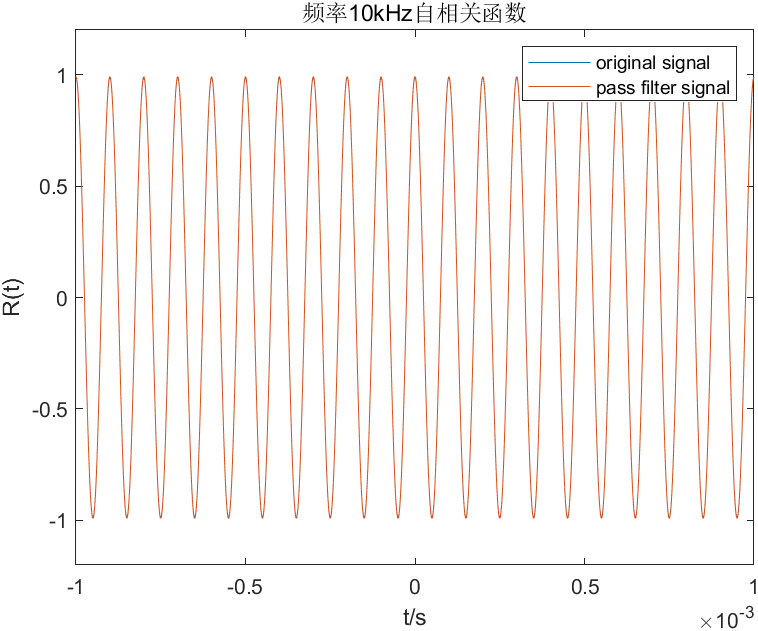 频率10kHz自相关函数
original signal
pass filter signal
R(t)
1
0.5
0
-0.5
-1
-1
-0.5
0
0.5
1
t/s
×10⁻³